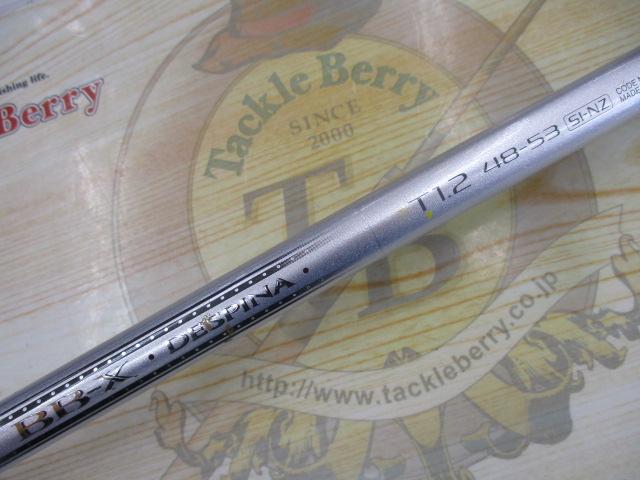 shing life.
Berry
Tackle Berry
SINCE
2000
TB
BB-X • DESPINA •
T1.2 48-53 SI-NZ
CODE
MADE
http://www.tackleberry.co.jp